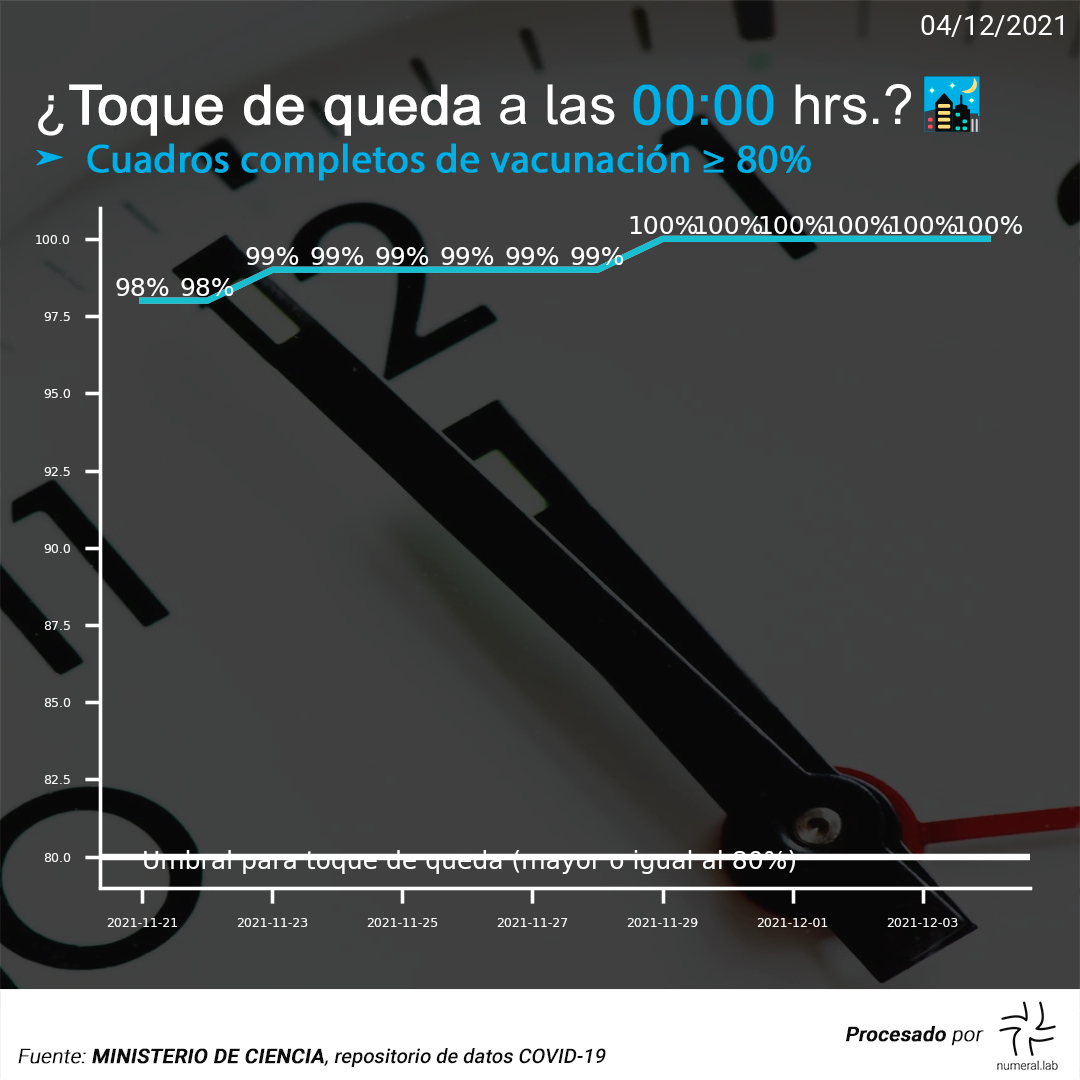 04/12/2021
¿Toque de queda a las 00:00 hrs.?
➤ Cuadros completos de vacunación ≥ 80%
100% 100% 100% 100% 100% 100%
99% 99% 99% 99% 99% 99%
98% 98%
100.0
97.5
95.0
92.5
90.0
87.5
85.0
82.5
80.0
Umbral para toque de queda (mayor o igual al 80%)
2021-11-21 2021-11-23 2021-11-25 2021-11-27 2021-11-29 2021-12-01 2021-12-03
2
1
11
Procesado por
numeral.lab
Fuente: MINISTERIO DE CIENCIA, repositorio de datos COVID-19